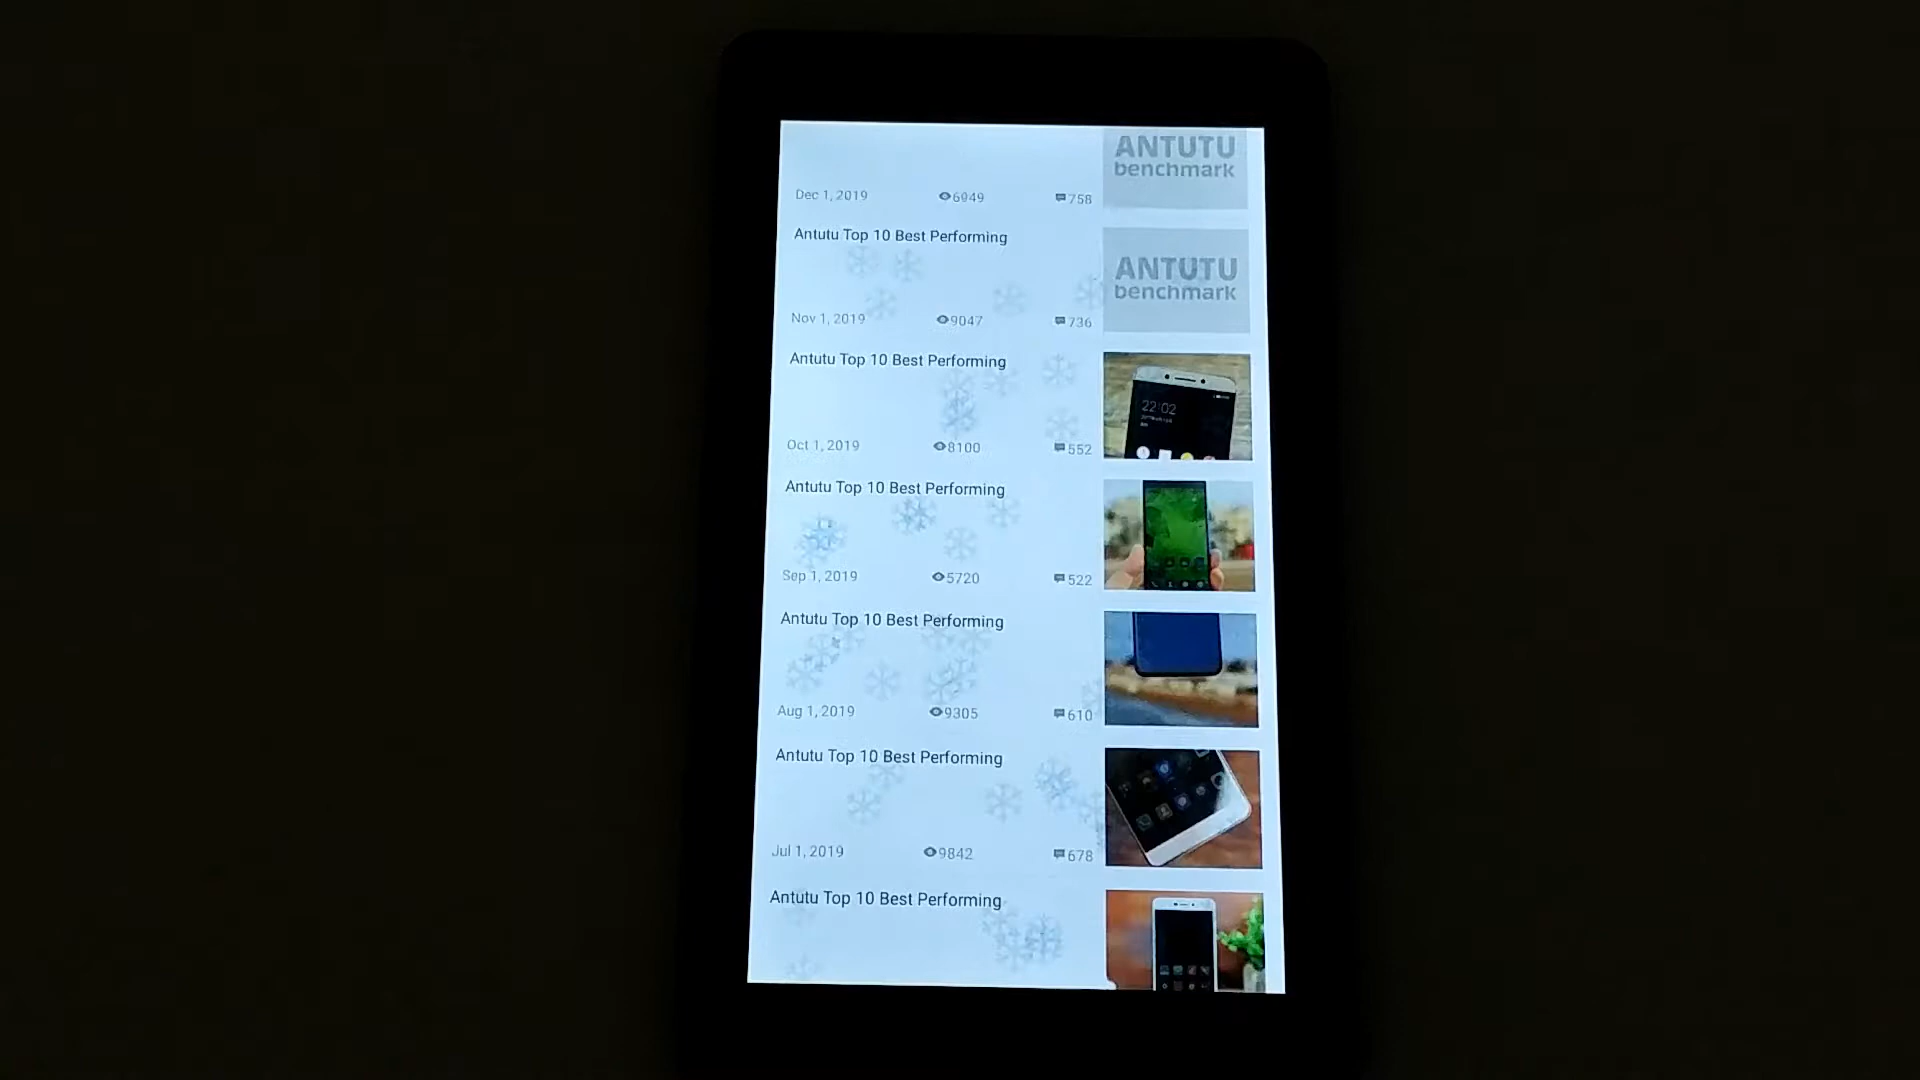 ANTUTU
benchmark
Dec 1, 2019 6949 758
Antutu Top 10 Best Performing
ANTUTU
benchmark
Nov 1, 2019 9047 736
Antutu Top 10 Best Performing
22:02
Oct 1, 2019 8100 552
Antutu Top 10 Best Performing
Sep 1, 2019 5720 522
Antutu Top 10 Best Performing
Aug 1, 2019 9305 610
Antutu Top 10 Best Performing
Jul 1, 2019 9842 678
Antutu Top 10 Best Performing